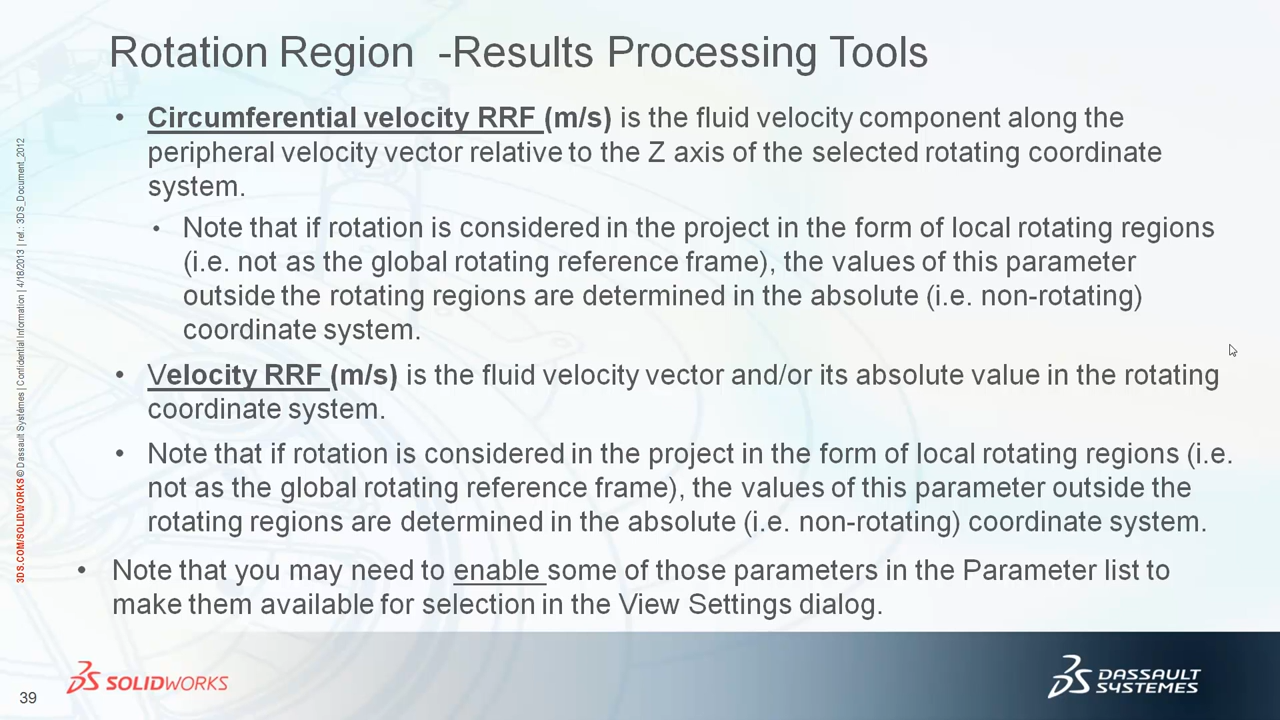 Rotation Region -Results Processing Tools
• Circumferential velocity RRF (m/s) is the fluid velocity component along the
peripheral velocity vector relative to the Z axis of the selected rotating coordinate
system.
• Note that if rotation is considered in the project in the form of local rotating regions
(i.e. not as the global rotating reference frame), the values of this parameter
outside the rotating regions are determined in the absolute (i.e. non-rotating)
coordinate system.
• Velocity RRF (m/s) is the fluid velocity vector and/or its absolute value in the rotating
coordinate system.
• Note that if rotation is considered in the project in the form of local rotating regions (i.e.
not as the global rotating reference frame), the values of this parameter outside the
rotating regions are determined in the absolute (i.e. non-rotating) coordinate system.
• Note that you may need to enable some of those parameters in the Parameter list to
make them available for selection in the View Settings dialog.
3DS.COM/SOLIDWORKS © Dassault Systèmes | Confidential Information | 4/18/2013 | ref.: 3DS_Document_2012
39
SOLIDWORKS
DASSAULT
SYSTEMES